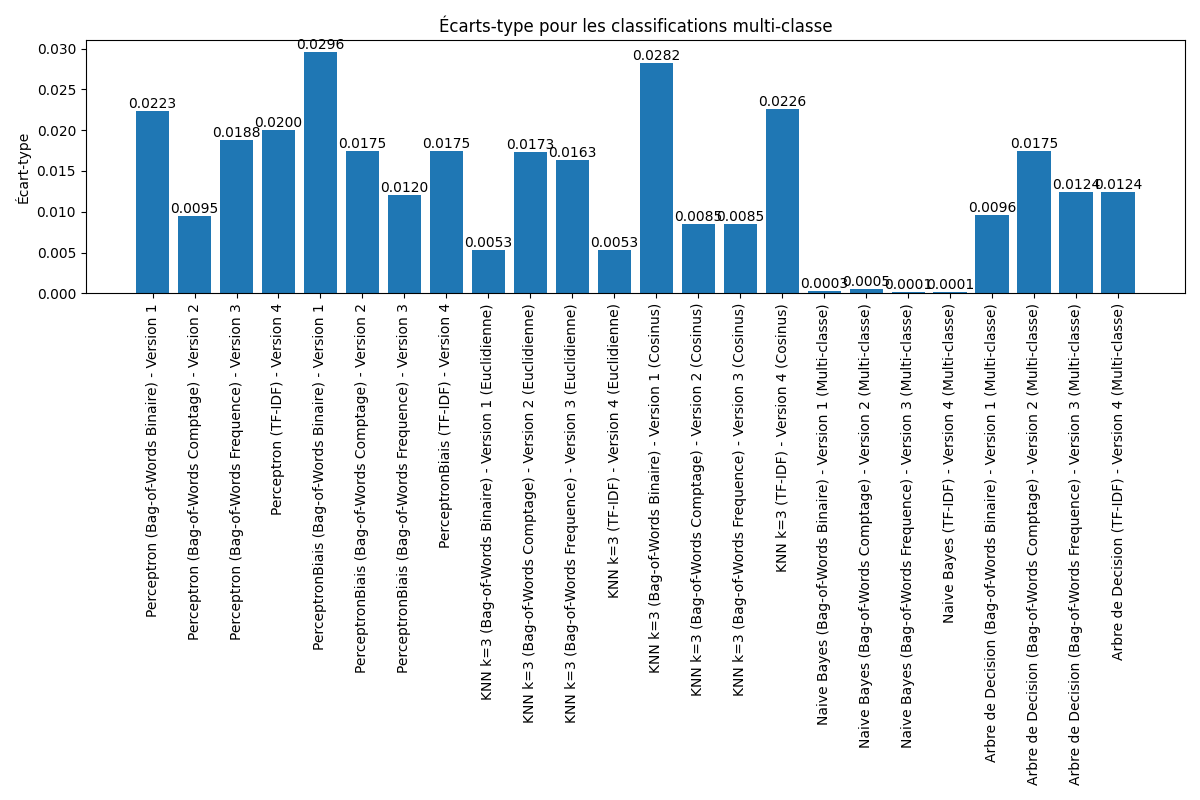 Écarts-type pour les classifications multi-classe
Écart-type
0.030
0.025
0.020
0.015
0.010
0.005
0.000
0.0223
0.0095
0.0188
0.0200
0.0296
0.0175
0.0120
0.0175
0.0053
0.0173
0.0163
0.0053
0.0282
0.0085
0.0085
0.0226
0.0003
0.0005
0.0001
0.0001
0.0096
0.0175
0.0124
0.0124
Perceptron (Bag-of-Words Binaire) - Version 1
Perceptron (Bag-of-Words Comptage) - Version 2
Perceptron (Bag-of-Words Frequence) - Version 3
Perceptron (TF-IDF) - Version 4
PerceptronBiais (Bag-of-Words Binaire) - Version 1
PerceptronBiais (Bag-of-Words Comptage) - Version 2
PerceptronBiais (Bag-of-Words Frequence) - Version 3
PerceptronBiais (TF-IDF) - Version 4
KNN k=3 (Bag-of-Words Binaire) - Version 1 (Euclidienne)
KNN k=3 (Bag-of-Words Comptage) - Version 2 (Euclidienne)
KNN k=3 (Bag-of-Words Frequence) - Version 3 (Euclidienne)
KNN k=3 (TF-IDF) - Version 4 (Euclidienne)
KNN k=3 (Bag-of-Words Binaire) - Version 1 (Cosinus)
KNN k=3 (Bag-of-Words Comptage) - Version 2 (Cosinus)
KNN k=3 (Bag-of-Words Frequence) - Version 3 (Cosinus)
KNN k=3 (TF-IDF) - Version 4 (Cosinus)
Naive Bayes (Bag-of-Words Binaire) - Version 1 (Multi-classe)
Naive Bayes (Bag-of-Words Comptage) - Version 2 (Multi-classe)
Naive Bayes (Bag-of-Words Frequence) - Version 3 (Multi-classe)
Naive Bayes (TF-IDF) - Version 4 (Multi-classe)
Arbre de Decision (Bag-of-Words Binaire) - Version 1 (Multi-classe)
Arbre de Decision (Bag-of-Words Comptage) - Version 2 (Multi-classe)
Arbre de Decision (Bag-of-Words Frequence) - Version 3 (Multi-classe)
Arbre de Decision (TF-IDF) - Version 4 (Multi-classe)